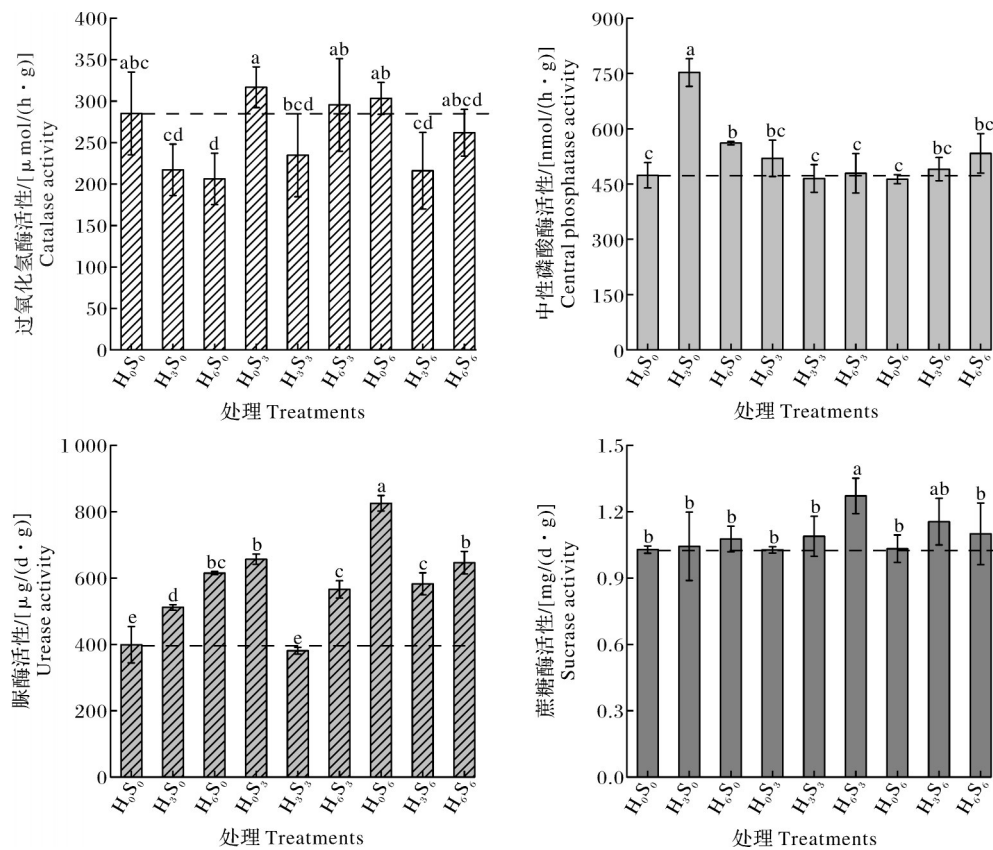 过氧化氢酶活性/[μmol/(h·g)]
Catalase activity
400
350
300
250
200
150
100
50
0
abc
cd
d
a
bcd
ab
ab
cd
abcd
H₀S₀
H₃S₀
H₆S₀
H₀S₃
H₃S₃
H₆S₃
H₀S₆
H₃S₆
H₆S₆
处理 Treatments
中性磷酸酶活性/[nmol/(h·g)]
Central phosphatase activity
900
750
600
450
300
150
0
c
a
b
bc
c
c
c
bc
bc
H₀S₀
H₃S₀
H₆S₀
H₀S₃
H₃S₃
H₆S₃
H₀S₆
H₃S₆
H₆S₆
处理 Treatments
脲酶活性/[μg/(d·g)]
Urease activity
1 000
800
600
400
200
0
e
d
bc
b
e
c
a
c
b
H₀S₀
H₃S₀
H₆S₀
H₀S₃
H₃S₃
H₆S₃
H₀S₆
H₃S₆
H₆S₆
处理 Treatments
蔗糖酶活性/[mg/(d·g)]
Sucrase activity
1.5
1.2
0.9
0.6
0.3
0.0
b
b
b
b
b
a
b
ab
b
H₀S₀
H₃S₀
H₆S₀
H₀S₃
H₃S₃
H₆S₃
H₀S₆
H₃S₆
H₆S₆
处理 Treatments